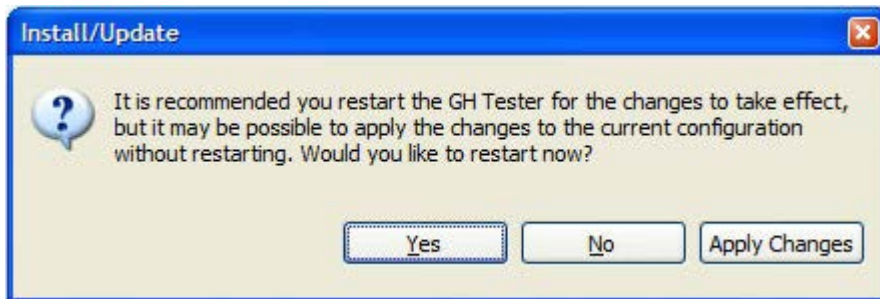 Install/Update
It is recommended you restart the GH Tester for the changes to take effect,
but it may be possible to apply the changes to the current configuration
without restarting. Would you like to restart now?
Yes No Apply Changes